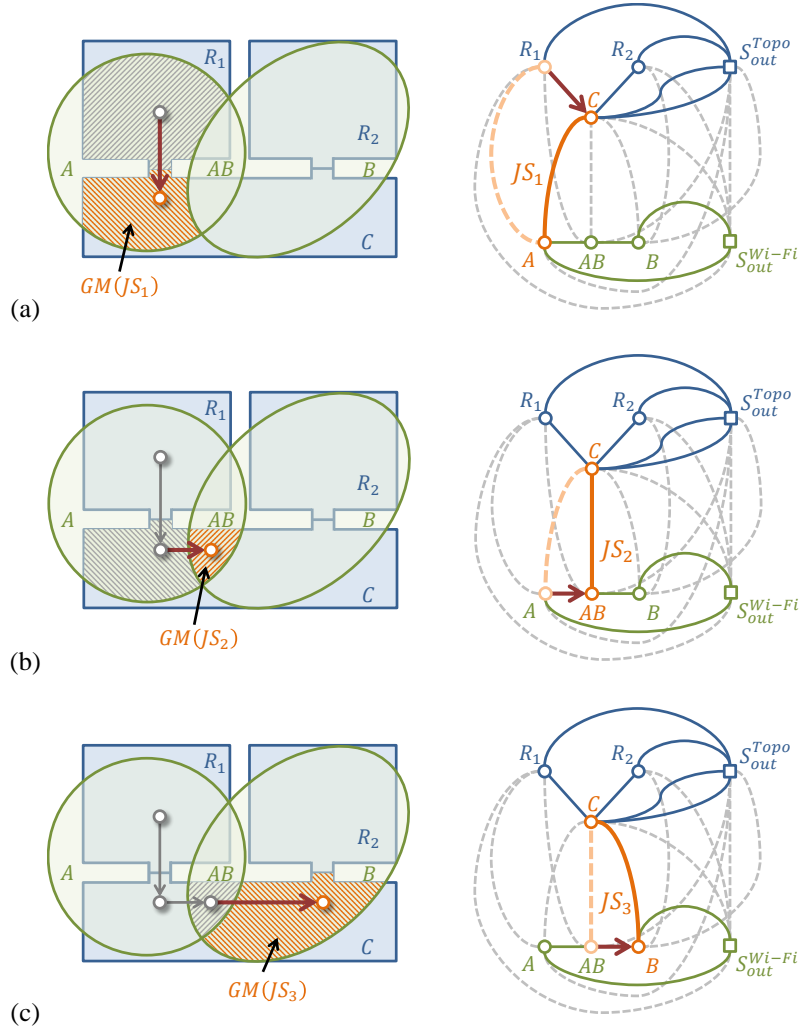 R₁
R₂
A
AB
B
C
GM(JS₁)
R₁
R₂
S_out^Topo
C
JS₁
A
AB
B
S_out^Wi−Fi
(a)
R₁
R₂
A
AB
B
C
GM(JS₂)
R₁
R₂
S_out^Topo
C
JS₂
A
AB
B
S_out^Wi−Fi
(b)
R₁
R₂
A
AB
B
C
GM(JS₃)
R₁
R₂
S_out^Topo
C
JS₃
A
AB
B
S_out^Wi−Fi
(c)